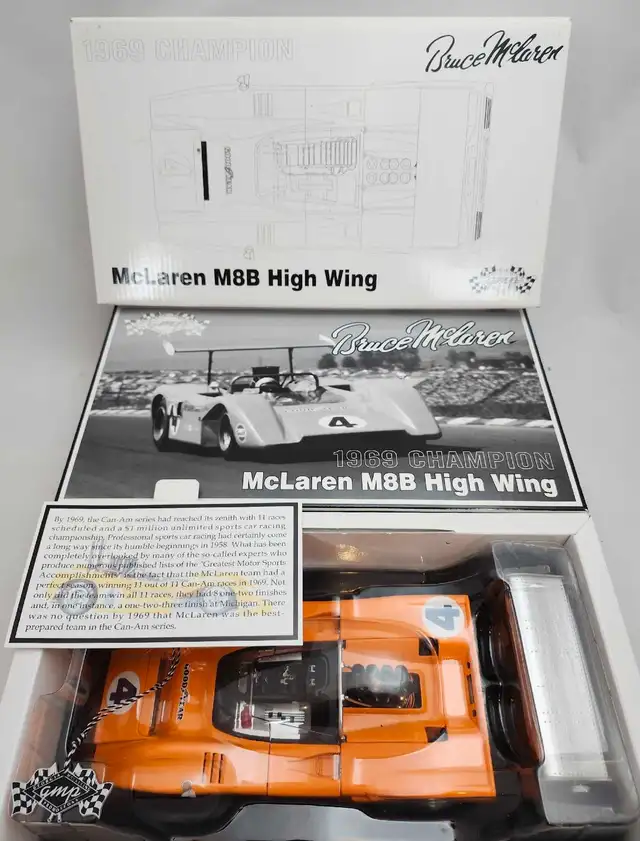 1969 CHAMPION
Bruce McLaren
4
GOODYEAR
McLaren M8B High Wing
gmp
Bruce McLaren
4
4
1969 CHAMPION
McLaren M8B High Wing
By 1969, the Can-Am series had reached its zenith with 11 races
scheduled and a $1 million unlimited sports car racing
championship. Professional sports car racing had certainly come
a long way since its humble beginnings in 1958. What has been
completely overlooked by many of the so-called experts who
produce numerous published lists of the "Greatest Motor Sports
Accomplishments" is the fact that the McLaren team had a
perfect season winning 11 out of 11 Can-Am races in 1969. Not
only did the team win all 11 races, they had 8 one-two finishes
and, in one instance, a one-two-three finish at Michigan. There
was no question by 1969 that McLaren was the best-
prepared team in the Can-Am series.
4
4
GOODYEAR
gmp